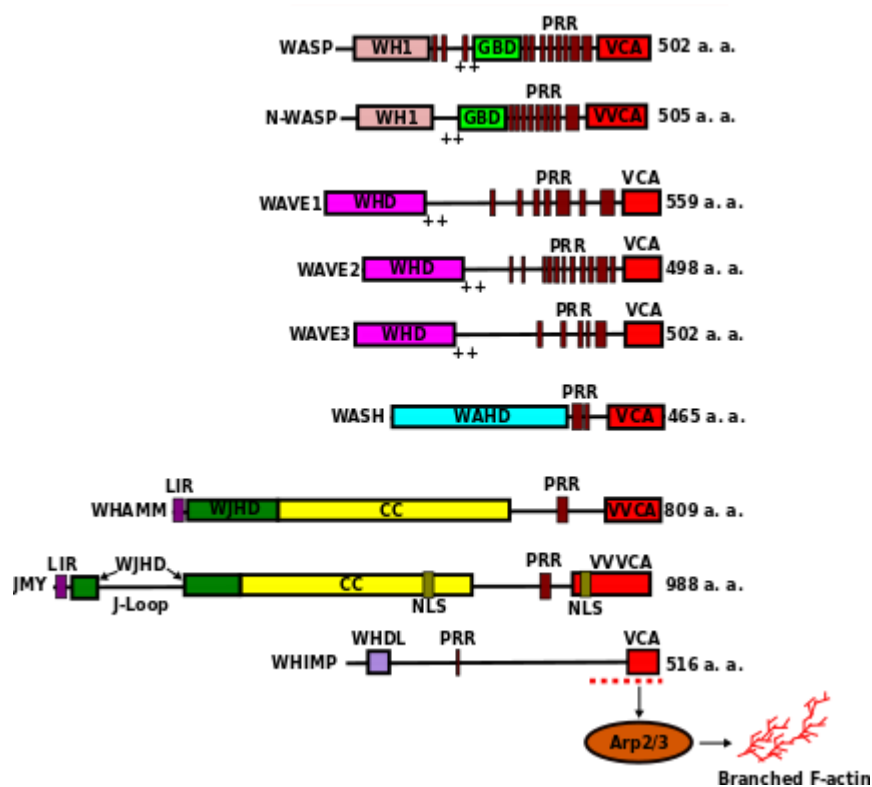 PRR
WASP WH1 GBD VCA 502 a. a.
++
PRR
N-WASP WH1 GBD VVCA 505 a. a.
++
PRR VCA
WAVE1 WHD 559 a. a.
++
PRR VCA
WAVE2 WHD 498 a. a.
++
PRR VCA
WAVE3 WHD 502 a. a.
++
PRR
WASH WAHD VCA 465 a. a.
LIR PRR
WHAMM WJHD CC VVCA 809 a. a.
LIR WJHD PRR VVVCA
JMY CC 988 a. a.
J-Loop NLS NLS
WHDL PRR VCA
WHIMP 516 a. a.
Arp2/3
Branched F-actin